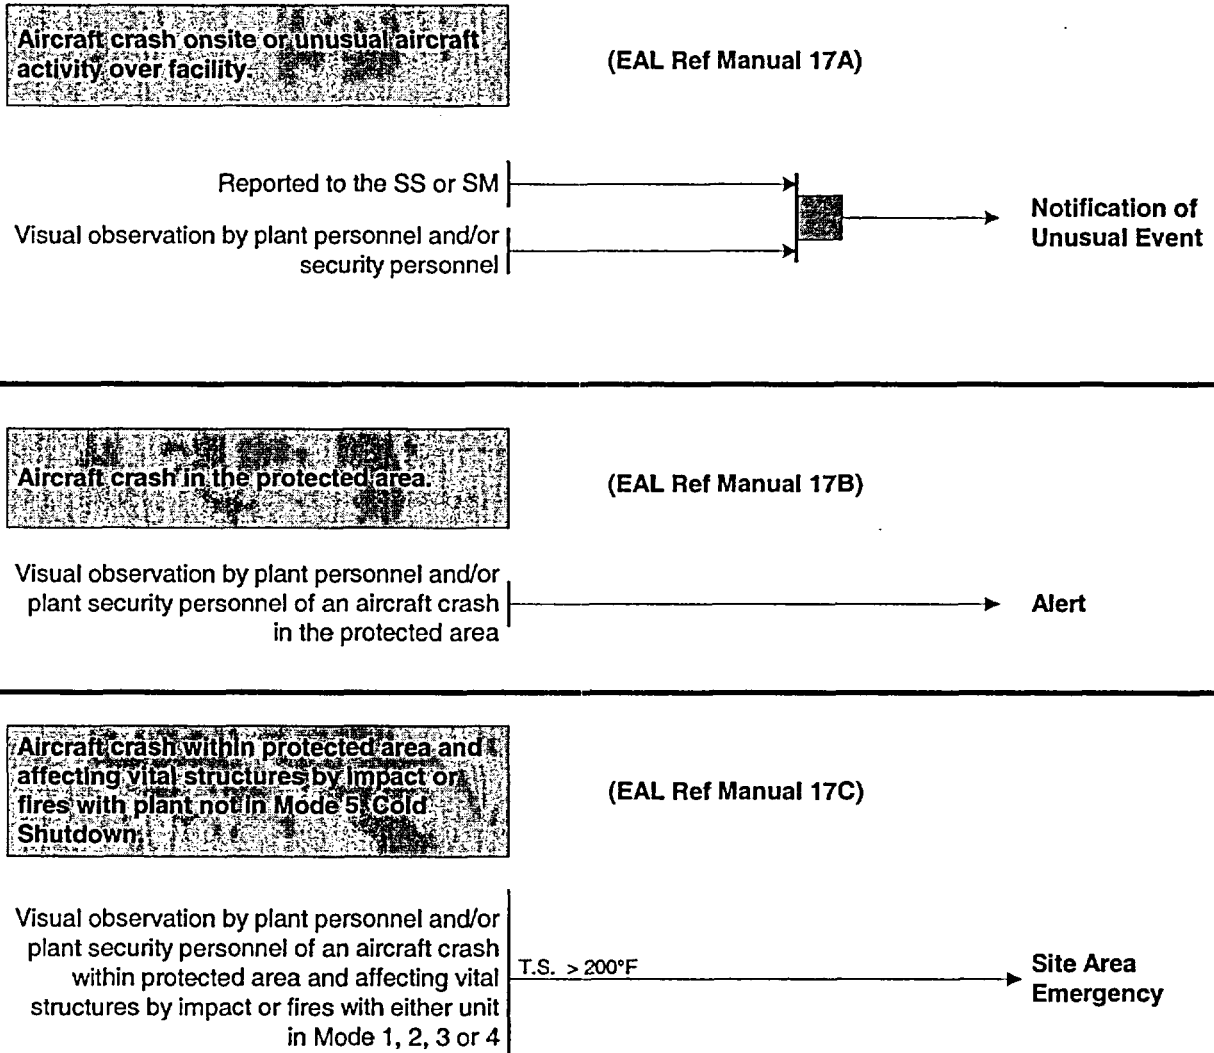 Aircraft crash onsite or unusual aircraft
activity over facility.
(EAL Ref Manual 17A)
Reported to the SS or SM
Visual observation by plant personnel and/or
security personnel
Notification of
Unusual Event
Aircraft crash in the protected area.
(EAL Ref Manual 17B)
Visual observation by plant personnel and/or
plant security personnel of an aircraft crash
in the protected area
Alert
Aircraft crash within protected area and
affecting vital structures by impact or
fires with plant not in Mode 5, Cold
Shutdown.
(EAL Ref Manual 17C)
Visual observation by plant personnel and/or
plant security personnel of an aircraft crash
within protected area and affecting vital
structures by impact or fires with either unit
in Mode 1, 2, 3 or 4
T.S. > 200°F
Site Area
Emergency